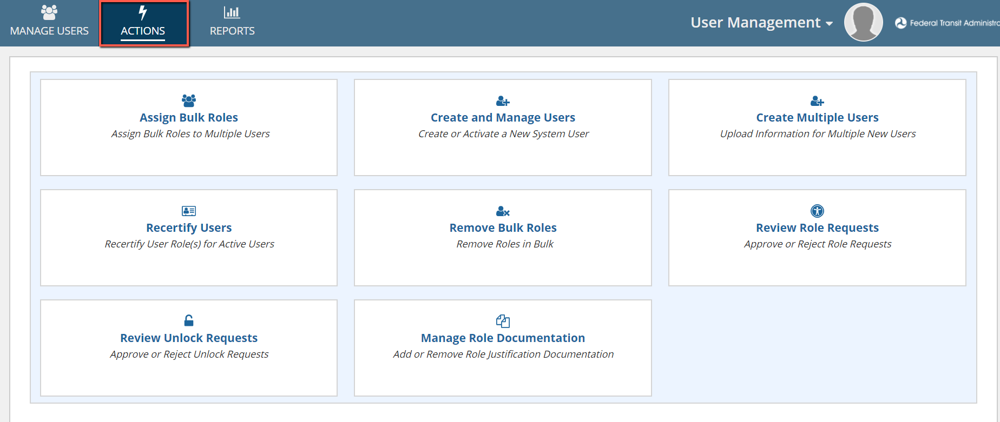 MANAGE USERS
ACTIONS
REPORTS
User Management
Federal Transit
Assign Bulk Roles
Assign Bulk Roles to Multiple Users
Create and Manage Users
Create or Activate a New System User
Create Multiple Users
Upload Information for Multiple New Users
Recertify Users
Recertify User Role(s) for Active Users
Remove Bulk Roles
Remove Roles in Bulk
Review Role Requests
Approve or Reject Role Requests
Review Unlock Requests
Approve or Reject Unlock Requests
Manage Role Documentation
Add or Remove Role Justification Documentation